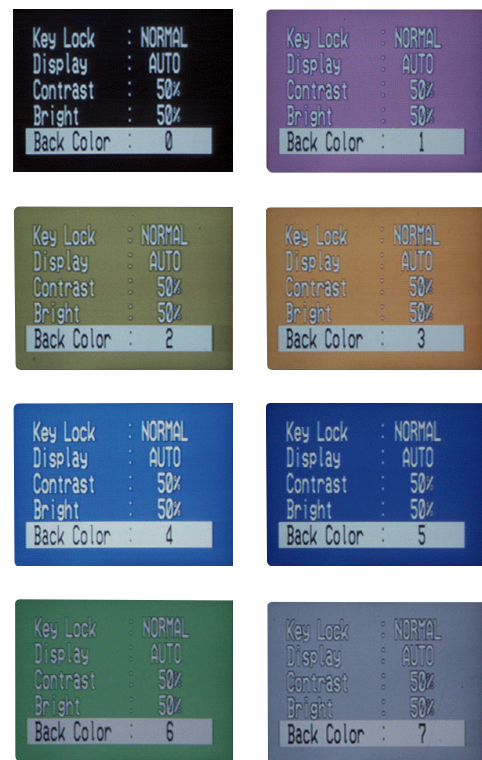 Key Lock : NORMAL
Display : AUTO
Contrast : 50%
Bright : 50%
Back Color : 0
Key Lock : NORMAL
Display : AUTO
Contrast : 50%
Bright : 50%
Back Color : 1
Key Lock : NORMAL
Display : AUTO
Contrast : 50%
Bright : 50%
Back Color : 2
Key Lock : NORMAL
Display : AUTO
Contrast : 50%
Bright : 50%
Back Color : 3
Key Lock : NORMAL
Display : AUTO
Contrast : 50%
Bright : 50%
Back Color : 4
Key Lock : NORMAL
Display : AUTO
Contrast : 50%
Bright : 50%
Back Color : 5
Key Lock : NORMAL
Display : AUTO
Contrast : 50%
Bright : 50%
Back Color : 6
Key Lock : NORMAL
Display : AUTO
Contrast : 50%
Bright : 50%
Back Color : 7